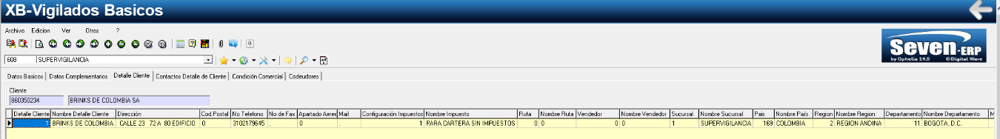 XB-Vigilados Basicos
Archivo Edicion Ver Otros ?
608 SUPERVIGILANCIA
Seven-ERP
by Ophelia 14.0 ©Digital Ware
Datos Basicos Datos Complementarios Detalle Cliente Contactos Detalle de Cliente Condición Comercial Codeudores
Cliente
860350234 BRINKS DE COLOMBIA SA
Detalle Cliente Nombre Detalle Cliente Dirección Cod.Postal No Telefono No de Fax Apartado Aereo Mail Configuración Impuestos Nombre Impuesto Ruta Nombre Ruta Vendedor Nombre Vendedor Sucursal Nombre Sucursal Pais Nombre País Region Nombre Region Departamento Nombre Departamento M
1 BRINKS DE COLOMBIA CALLE 23 72 A 80 EDIFICIO 0 3102179645 . 0 . 1 PARA CARTERA SIN IMPUESTOS 0 0 0 0 1 SUPERVIGILANCIA 169 COLOMBIA 2 REGION ANDINA 11 BOGOTA, D.C.